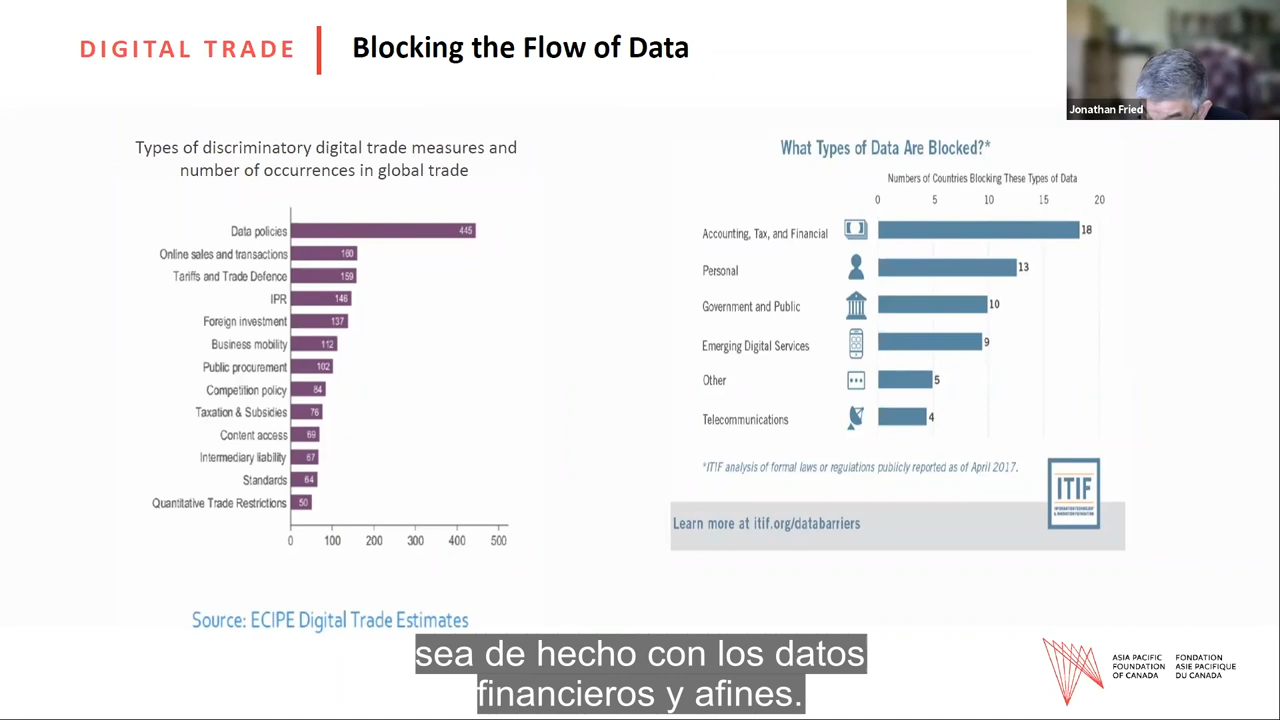 DIGITAL TRADE
Blocking the Flow of Data
Jonathan Fried
Types of discriminatory digital trade measures and
number of occurrences in global trade
Data policies 445
Online sales and transactions 160
Tariffs and Trade Defence 159
IPR 146
Foreign investment 137
Business mobility 112
Public procurement 102
Competition policy 84
Taxation & Subsidies 76
Content access 69
Intermediary liability 67
Standards 64
Quantitative Trade Restrictions 50
0 100 200 300 400 500
Source: ECIPE Digital Trade Estimates
What Types of Data Are Blocked?*
Numbers of Countries Blocking These Types of Data
0 5 10 15 20
Accounting, Tax, and Financial 18
Personal 13
Government and Public 10
Emerging Digital Services 9
Other 5
Telecommunications 4
*ITIF analysis of formal laws or regulations publicly reported as of April 2017.
ITIF
INFORMATION TECHNOLOGY
& INNOVATION FOUNDATION
Learn more at itif.org/databarriers
sea de hecho con los datos
financieros y afines.
ASIA PACIFIC
FOUNDATION
OF CANADA
FONDATION
ASIE PACIFIQUE
DU CANADA